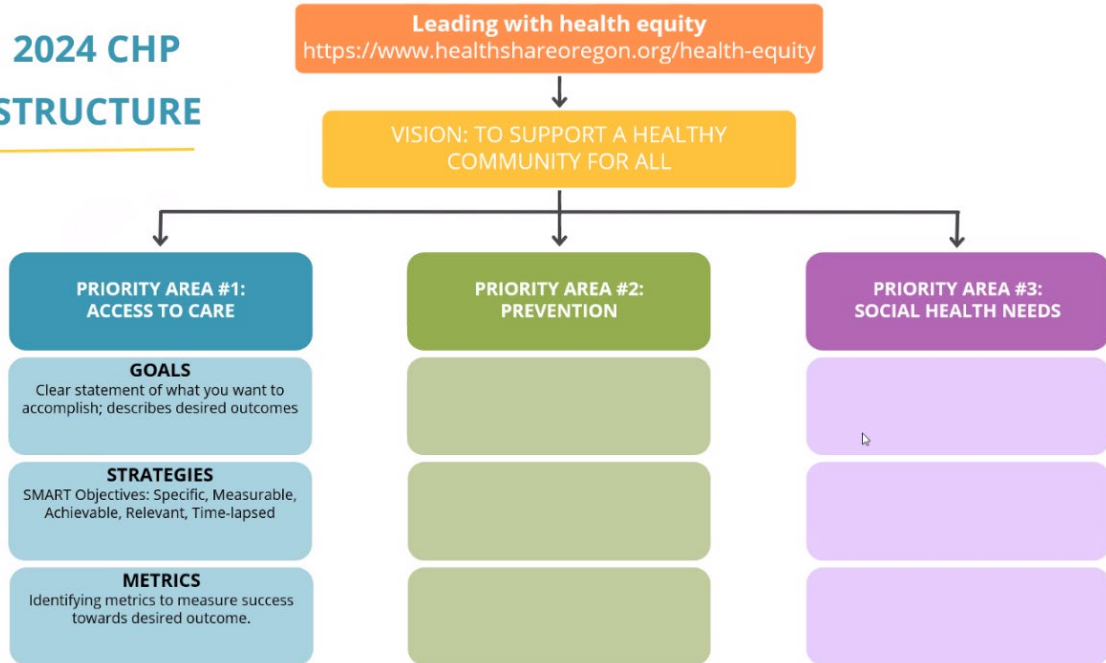 2024 CHP
STRUCTURE
Leading with health equity
https://www.healthshareoregon.org/health-equity
VISION: TO SUPPORT A HEALTHY
COMMUNITY FOR ALL
PRIORITY AREA #1:
ACCESS TO CARE
GOALS
Clear statement of what you want to
accomplish; describes desired outcomes
STRATEGIES
SMART Objectives: Specific, Measurable,
Achievable, Relevant, Time-lapsed
METRICS
Identifying metrics to measure success
towards desired outcome.
PRIORITY AREA #2:
PREVENTION
PRIORITY AREA #3:
SOCIAL HEALTH NEEDS